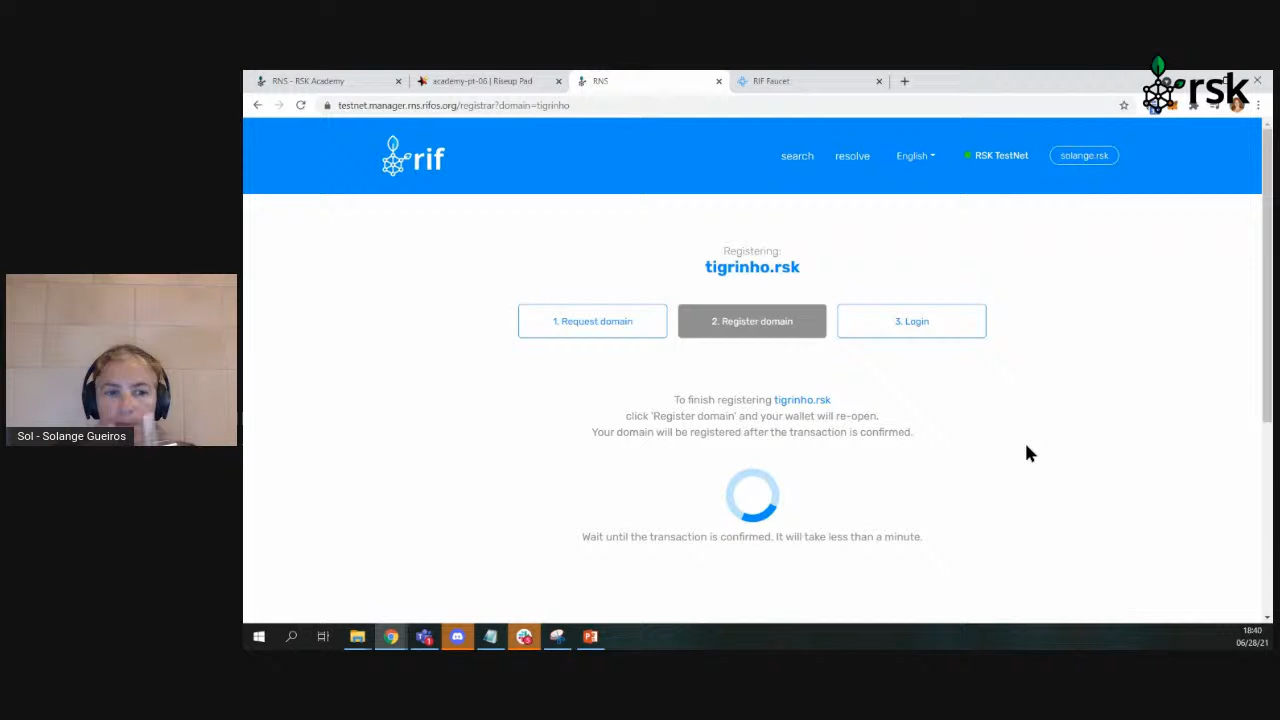 RNS - RSK Academy
academy-pt-06 | Riseup Pad
RNS
RIF Faucet
testnet.manager.rns.rifos.org/registrar?domain=tigrinho
rsk
rif
search
resolve
English
RSK TestNet
solange.rsk
Registering:
tigrinho.rsk
1. Request domain
2. Register domain
3. Login
To finish registering tigrinho.rsk
click 'Register domain' and your wallet will re-open.
Your domain will be registered after the transaction is confirmed.
Wait until the transaction is confirmed. It will take less than a minute.
Sol - Solange Gueiros
18:40
06/28/21